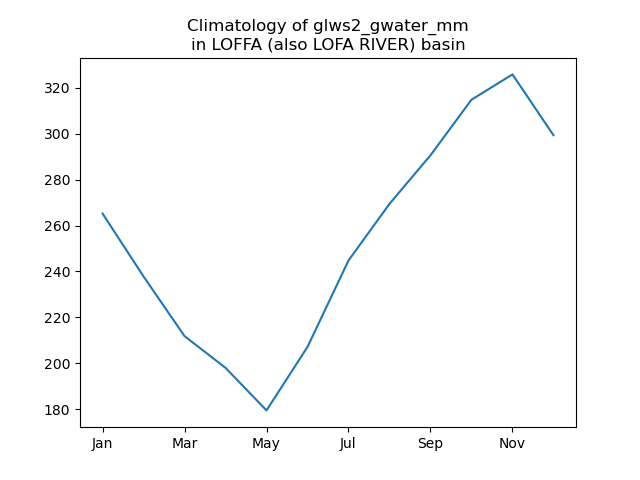 Climatology of glws2_gwater_mm
in LOFFA (also LOFA RIVER) basin
320
300
280
260
240
220
200
180
Jan Mar May Jul Sep Nov